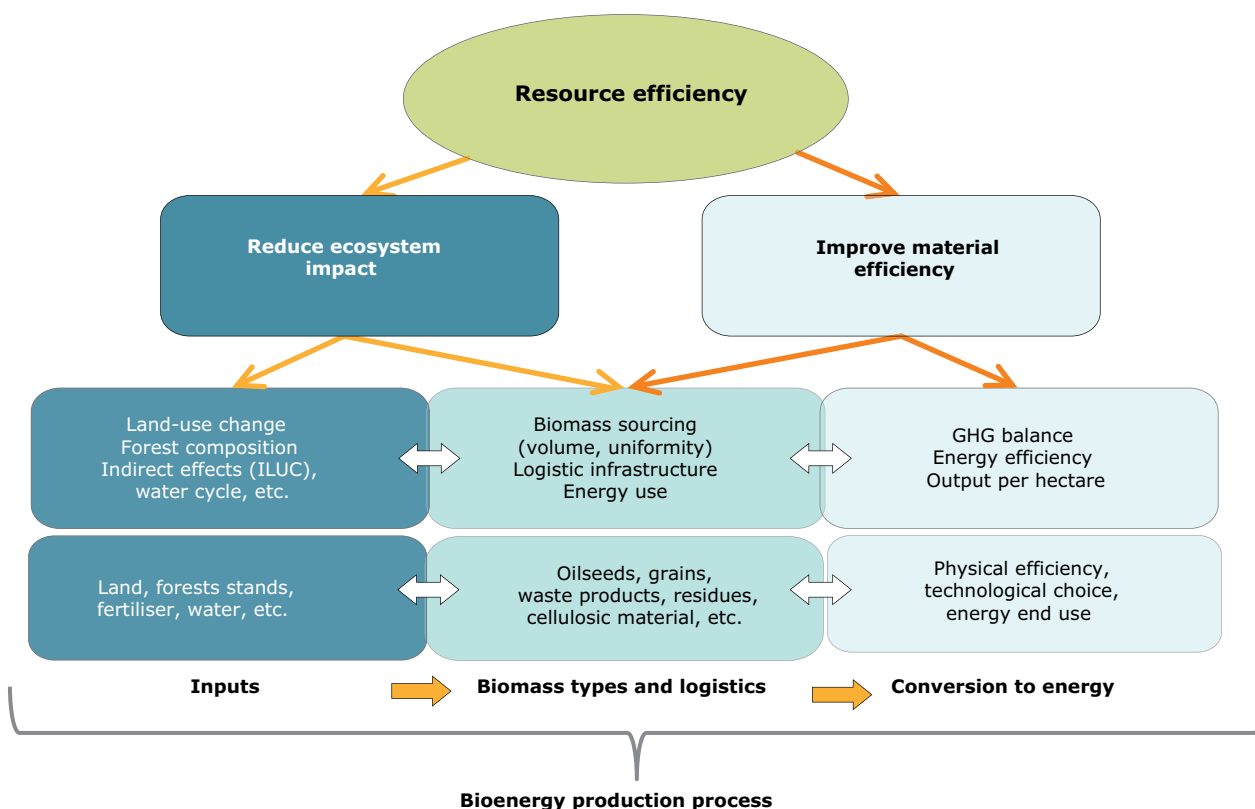 Resource efficiency
Reduce ecosystem
impact
Improve material
efficiency
Land-use change
Forest composition
Indirect effects (ILUC),
water cycle, etc.
Biomass sourcing
(volume, uniformity)
Logistic infrastructure
Energy use
GHG balance
Energy efficiency
Output per hectare
Land, forests stands,
fertiliser, water, etc.
Oilseeds, grains,
waste products, residues,
cellulosic material, etc.
Physical efficiency,
technological choice,
energy end use
Inputs
Biomass types and logistics
Conversion to energy
Bioenergy production process